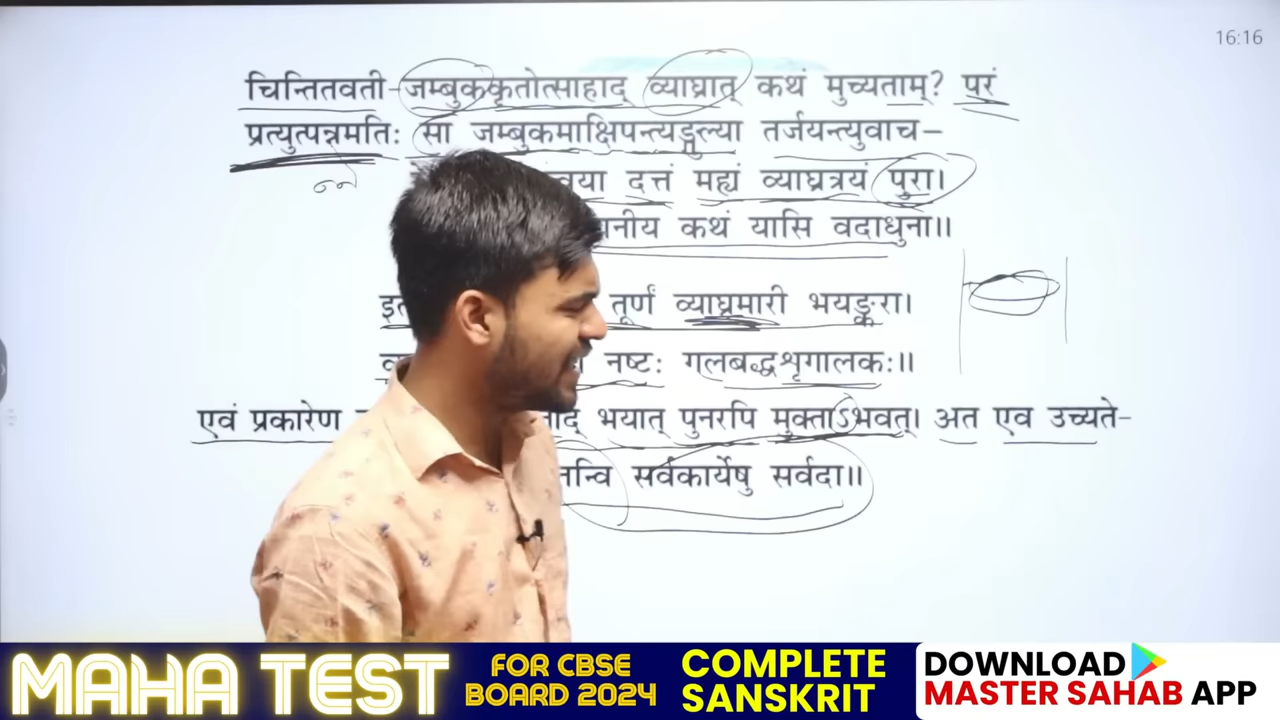 16:16
चिन्तितवती-जम्बुककृतोत्साहाद् व्याघ्रात् कथं मुच्यताम्? परं
प्रत्युत्पन्नमतिः सा जम्बुकमाक्षिपन्त्यङ्गुल्या तर्जयन्त्युवाच–
दत्तं मह्यं व्याघ्रत्रयं पुरा।
कथं यासि वदाधुना॥
तूर्णं व्याघ्रमारी भयङ्करा।
नष्टः गलबद्धशृगालकः॥
एवं प्रकारेण भयात् पुनरपि मुक्ताऽभवत्। अत एव उच्यते-
सर्वकार्येषु सर्वदा॥
MAHA TEST FOR CBSE BOARD 2024 COMPLETE SANSKRIT DOWNLOAD MASTER SAHAB APP